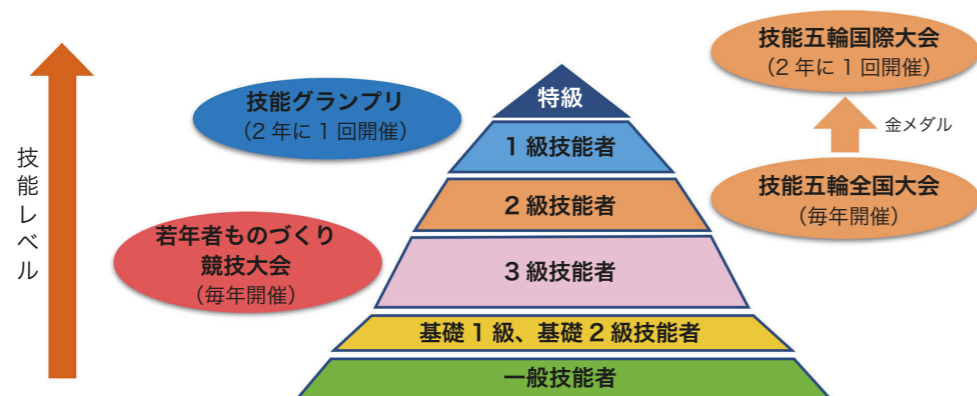 技能レベル
技能グランプリ
(2 年に 1 回開催)
若年者ものづくり
競技大会
(毎年開催)
特級
1 級技能者
2 級技能者
3 級技能者
基礎 1 級、基礎 2 級技能者
一般技能者
技能五輪国際大会
(2 年に 1 回開催)
金メダル
技能五輪全国大会
(毎年開催)